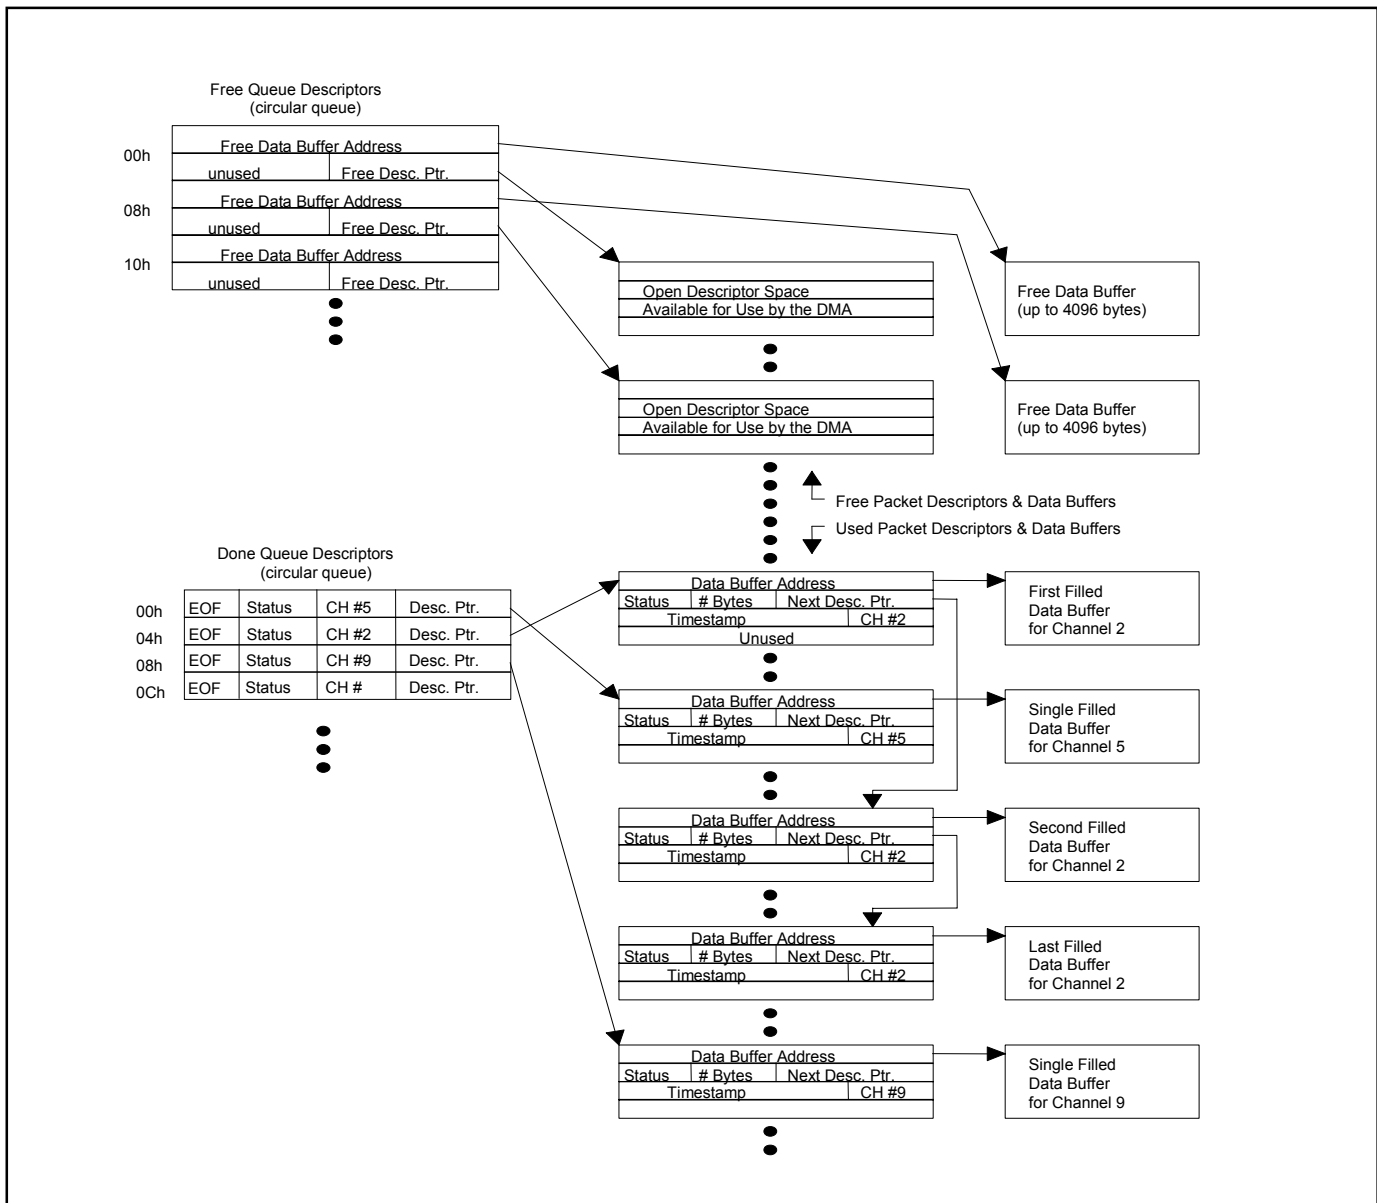 Free Queue Descriptors
(circular queue)
00h
Free Data Buffer Address
unused Free Desc. Ptr.
08h
Free Data Buffer Address
unused Free Desc. Ptr.
10h
Free Data Buffer Address
unused Free Desc. Ptr.
Open Descriptor Space
Available for Use by the DMA
Free Data Buffer
(up to 4096 bytes)
Open Descriptor Space
Available for Use by the DMA
Free Data Buffer
(up to 4096 bytes)
Free Packet Descriptors & Data Buffers
Used Packet Descriptors & Data Buffers
Done Queue Descriptors
(circular queue)
00h EOF Status CH #5 Desc. Ptr.
04h EOF Status CH #2 Desc. Ptr.
08h EOF Status CH #9 Desc. Ptr.
0Ch EOF Status CH # Desc. Ptr.
Data Buffer Address
Status # Bytes Next Desc. Ptr.
Timestamp CH #2
Unused
First Filled
Data Buffer
for Channel 2
Data Buffer Address
Status # Bytes Next Desc. Ptr.
Timestamp CH #5
Single Filled
Data Buffer
for Channel 5
Data Buffer Address
Status # Bytes Next Desc. Ptr.
Timestamp CH #2
Second Filled
Data Buffer
for Channel 2
Data Buffer Address
Status # Bytes Next Desc. Ptr.
Timestamp CH #2
Last Filled
Data Buffer
for Channel 2
Data Buffer Address
Status # Bytes Next Desc. Ptr.
Timestamp CH #9
Single Filled
Data Buffer
for Channel 9